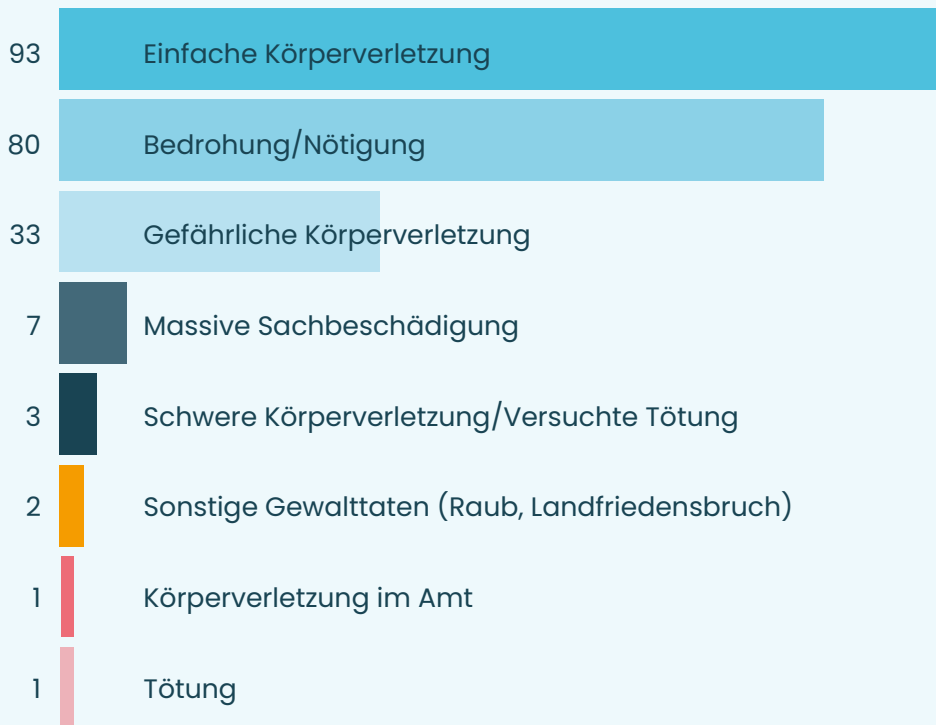 93 Einfache Körperverletzung
80 Bedrohung/Nötigung
33 Gefährliche Körperverletzung
7 Massive Sachbeschädigung
3 Schwere Körperverletzung/Versuchte Tötung
2 Sonstige Gewalttaten (Raub, Landfriedensbruch)
1 Körperverletzung im Amt
1 Tötung